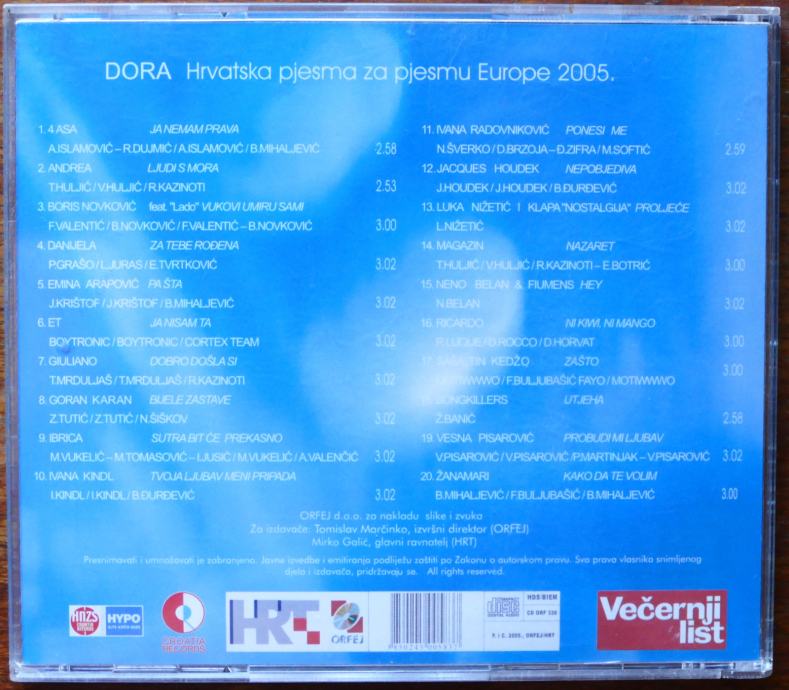 DORA Hrvatska pjesma za pjesmu Europe 2005.
1. 4 ASA JA NEMAM PRAVA
A.ISLAMOVIĆ – R.DUJMIĆ / A.ISLAMOVIĆ / B.MIHALJEVIĆ 2.58
2. ANDREA LJUDI S MORA
T.HULJIĆ / V.HULJIĆ / R.KAZINOTI 2.53
3. BORIS NOVKOVIĆ feat. "Lado" VUKOVI UMIRU SAMI
F.VALENTIĆ / B.NOVKOVIĆ / F.VALENTIĆ – B.NOVKOVIĆ 3.00
4. DANIJELA ZA TEBE ROĐENA
P.GRAŠO / I.JURAS / E.TVRTKOVIĆ 3.02
5. EMINA ARAPOVIĆ PA ŠTA
J.KRIŠTOF / J.KRIŠTOF / B.MIHALJEVIĆ 3.02
6. ET JA NISAM TA
BOYTRONIC / BOYTRONIC / CORTEX TEAM 3.02
7. GIULIANO DOBRO DOŠLA SI
T.MRDULJAŠ / T.MRDULJAŠ / R.KAZINOTI 3.02
8. GORAN KARAN BIJELE ZASTAVE
Z.TUTIĆ / Z.TUTIĆ / N.ŠIŠKOV 3.02
9. IBRICA SUTRA BIT ĆE PREKASNO
M.VUKELIĆ – M.TOMASOVIĆ – I.JUSIĆ / M.VUKELIĆ / A.VALENČIĆ 3.02
10. IVANA KINDL TVOJA LJUBAV MENI PRIPADA
I.KINDL / I.KINDL / B.ĐURĐEVIĆ 3.02
11. IVANA RADOVNIKOVIĆ PONESI ME
N.ŠVERKO / D.BRZOJA – Đ.ZIFRA / M.SOFTIĆ 2.59
12. JACQUES HOUDEK NEPOBJEDIVA
J.HOUDEK / J.HOUDEK / B.ĐURĐEVIĆ 3.02
13. LUKA NIŽETIĆ I KLAPA "NOSTALGIJA" PROLJEĆE
L.NIŽETIĆ 3.02
14. MAGAZIN NAZARET
T.HULJIĆ / V.HULJIĆ / R.KAZINOTI – E.BOTRIĆ 3.00
15. NENO BELAN & FIUMENS HEY
N.BELAN 3.02
16. RICARDO NI KIWI, NI MANGO
R.LUQUE / D.ROCCO / D.HORVAT 3.00
17. SAŠA, TIN KEDŽO ZAŠTO
MOTIWWWO / F.BULJUBAŠIĆ FAYO / MOTIWWWO 3.00
18. SONGKILLERS UTJEHA
Ž.BANIĆ 2.58
19. VESNA PISAROVIĆ PROBUDI MI LJUBAV
V.PISAROVIĆ / V.PISAROVIĆ / P.MARTINJAK – V.PISAROVIĆ 3.02
20. ŽANAMARI KAKO DA TE VOLIM
B.MIHALJEVIĆ / F.BULJUBAŠIĆ / B.MIHALJEVIĆ 3.00
ORFEJ d.o.o. za nakladu slike i zvuka
Za izdavače: Tomislav Marčinko, izvršni direktor (ORFEJ)
Mirko Galić, glavni ravnatelj (HRT)
Presnimavati i umnožavati je zabranjeno. Javne izvedbe i emitiranja podliježu zaštiti po Zakonu o autorskom pravu. Sva prava vlasnika snimljenog
djela i izdavača, pridržavaju se. All rights reserved.
HNZS
CROATIA RECORDS
HYPO
CROATIA RECORDS
HRT
ORFEJ
COMPACT disc DIGITAL AUDIO
HDS/BIEM
CD ORF 338
P. i C. 2005., ORFEJ/HRT
Večernji list